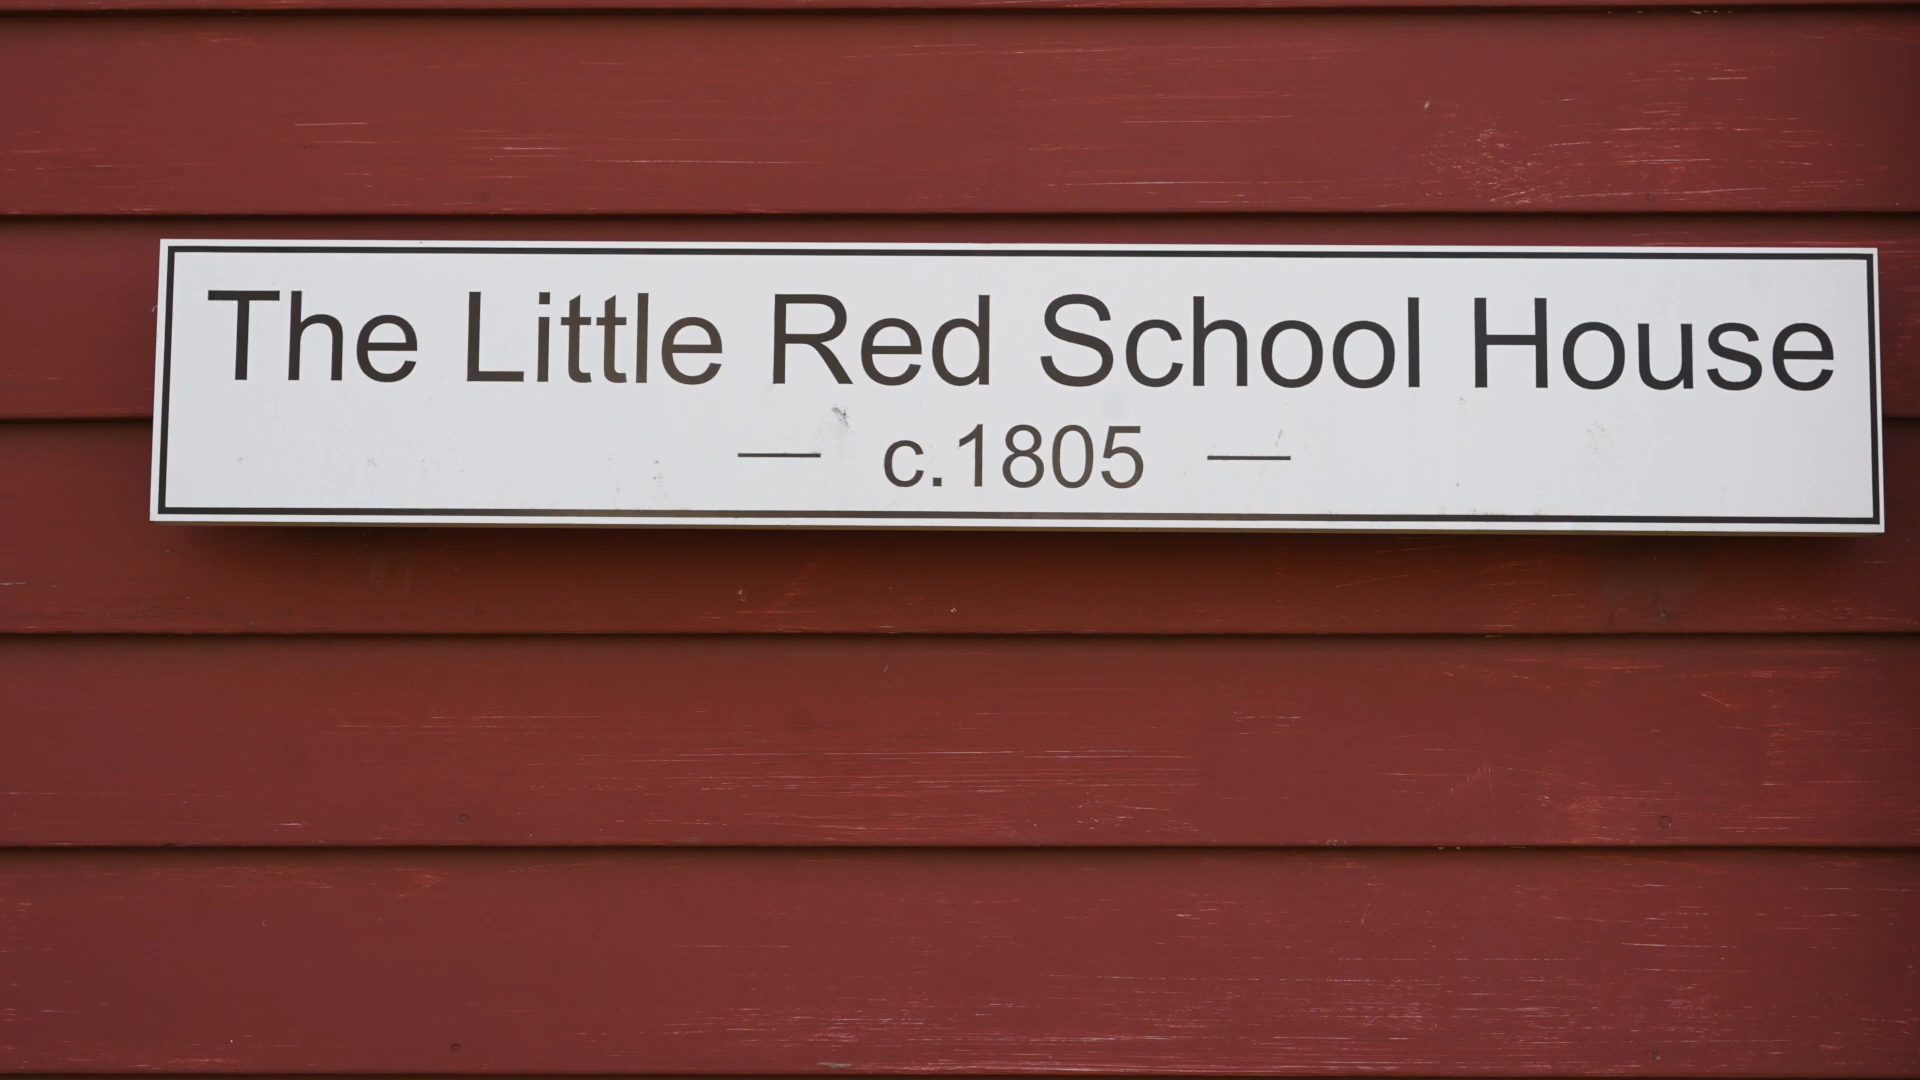 The Little Red School House
— c.1805 —